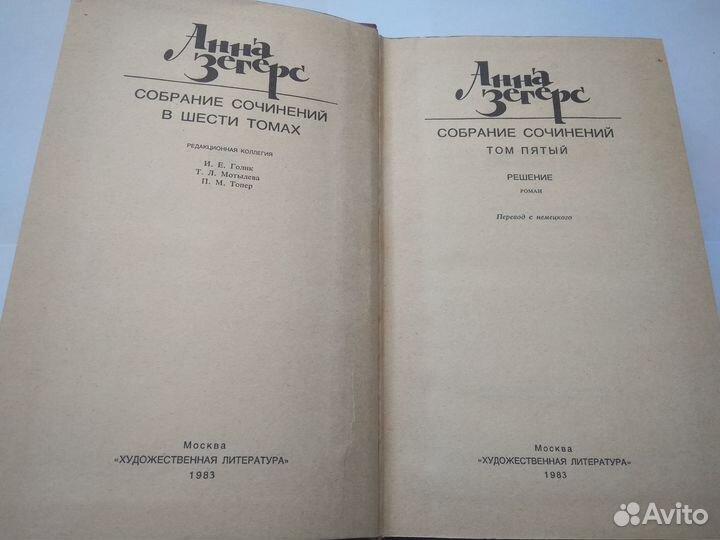 Анна
Зегерс
СОБРАНИЕ СОЧИНЕНИЙ
В ШЕСТИ ТОМАХ
РЕДАКЦИОННАЯ КОЛЛЕГИЯ
И. Е. Голик
Т. Л. Мотылева
П. М. Топер
Москва
«ХУДОЖЕСТВЕННАЯ ЛИТЕРАТУРА»
1983
Анна
Зегерс
СОБРАНИЕ СОЧИНЕНИЙ
ТОМ ПЯТЫЙ
РЕШЕНИЕ
РОМАН
Перевод с немецкого
Москва
«ХУДОЖЕСТВЕННАЯ ЛИТЕРАТУРА»
1983
Avito